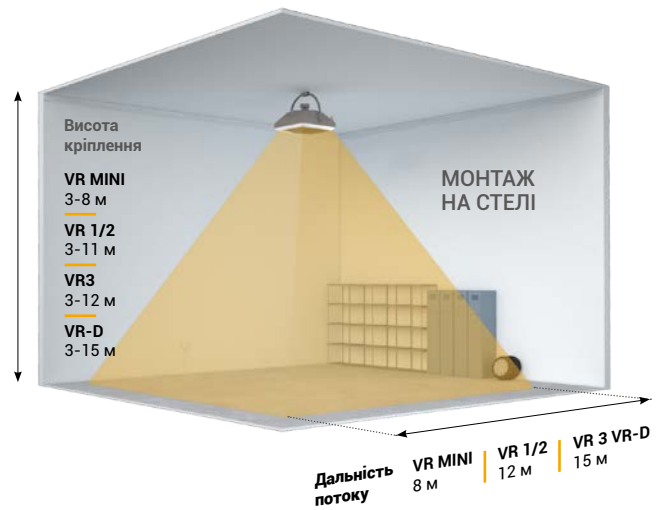 Висота
кріплення
VR MINI
3-8 м
VR 1/2
3-11 м
VR3
3-12 м
VR-D
3-15 м
МОНТАЖ
НА СТЕЛІ
Дальність
потоку
VR MINI
8 м
VR 1/2
12 м
VR 3 VR-D
15 м